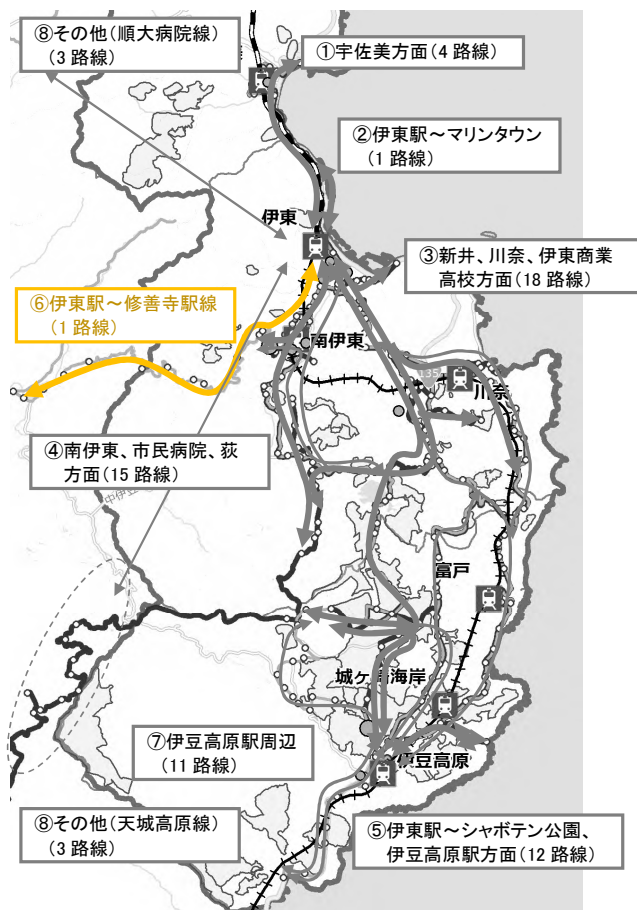 ⑧その他(順大病院線)
(3路線)
①宇佐美方面(4路線)
②伊東駅～マリンタウン
(1路線)
伊東
③新井、川奈、伊東商業
高校方面(18路線)
⑥伊東駅～修善寺駅線
(1路線)
南伊東
135
川奈
④南伊東、市民病院、荻
方面(15路線)
中伊豆
富戸
城ヶ崎海岸
⑦伊豆高原駅周辺
(11路線)
伊豆高原
⑧その他(天城高原線)
(3路線)
⑤伊東駅～シャボテン公園、
伊豆高原駅方面(12路線)